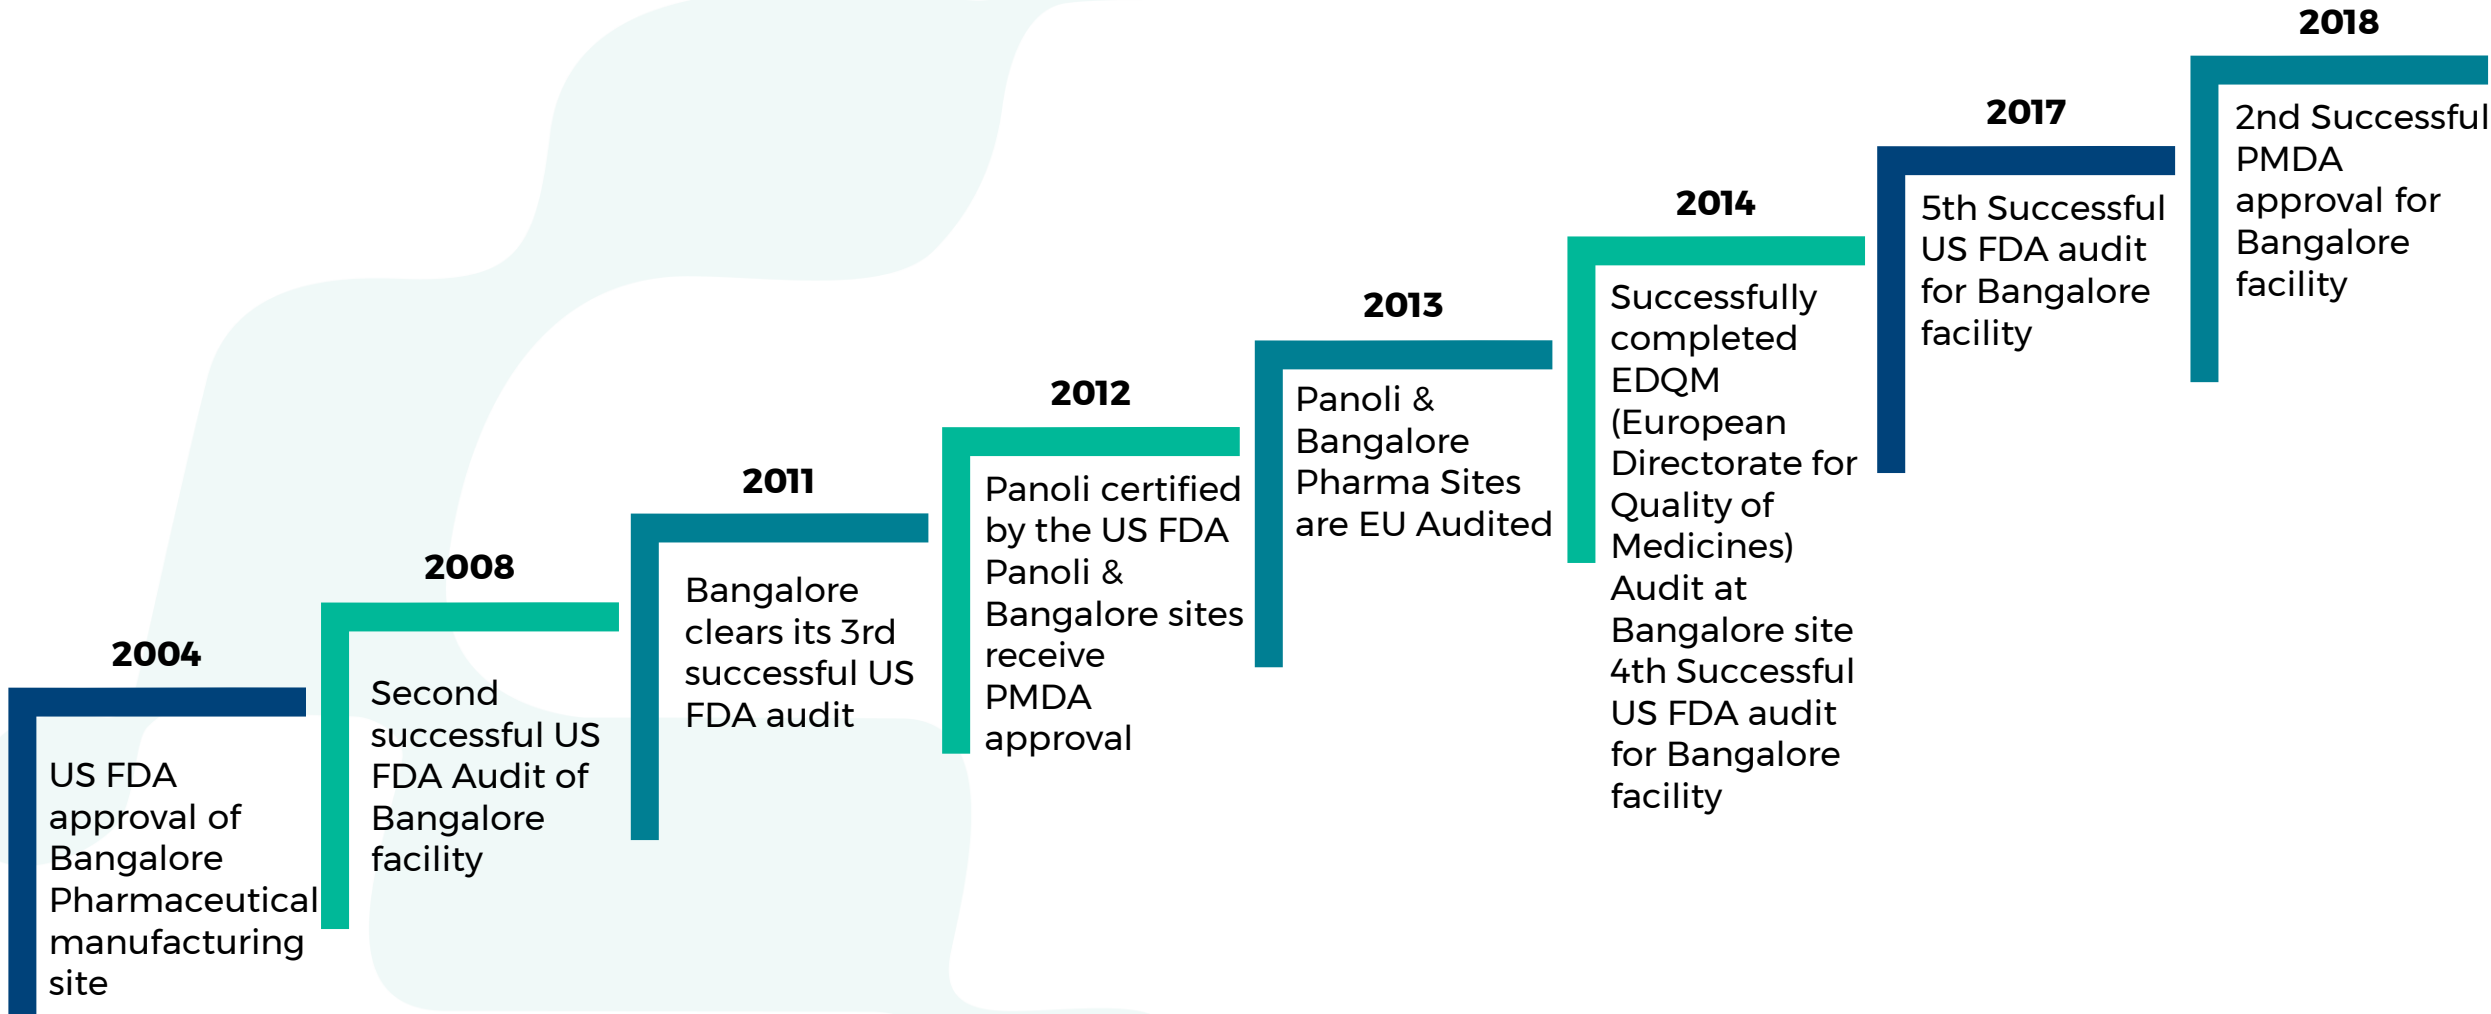 2004
US FDA
approval of
Bangalore
Pharmaceutical
manufacturing
site
2008
Second
successful US
FDA Audit of
Bangalore
facility
2011
Bangalore
clears its 3rd
successful US
FDA audit
2012
Panoli certified
by the US FDA
Panoli &
Bangalore sites
receive
PMDA
approval
2013
Panoli &
Bangalore
Pharma Sites
are EU Audited
2014
Successfully
completed
EDQM
(European
Directorate for
Quality of
Medicines)
Audit at
Bangalore site
4th Successful
US FDA audit
for Bangalore
facility
2017
5th Successful
US FDA audit
for Bangalore
facility
2018
2nd Successful
PMDA
approval for
Bangalore
facility